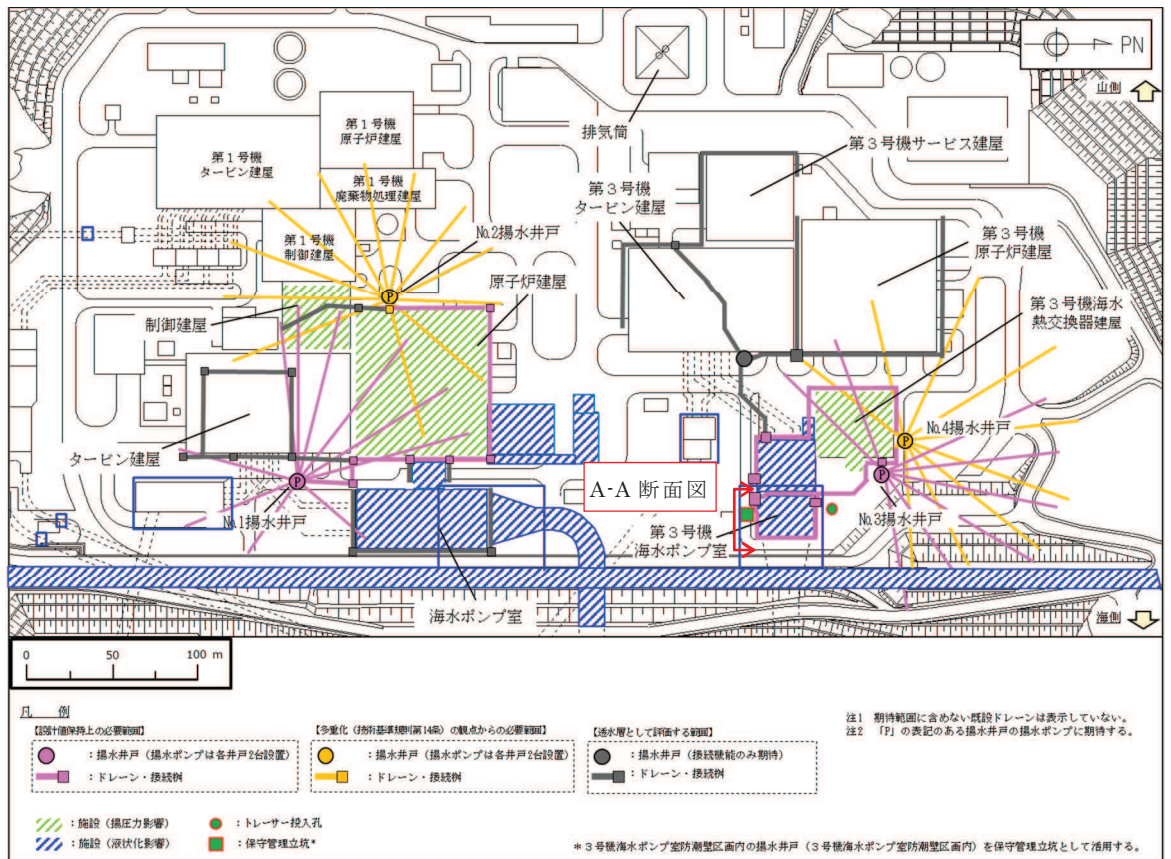 PN
山側
第1号機
原子炉建屋
第1号機
タービン建屋
第1号機
廃棄物処理建屋
第1号機
制御建屋
排気筒
第3号機サービス建屋
第3号機
タービン建屋
No.2揚水井戸
原子炉建屋
第3号機
原子炉建屋
制御建屋
第3号機海水
熱交換器建屋
P
タービン建屋
P
No.1揚水井戸
No.4揚水井戸
P
P
No.3揚水井戸
A-A 断面図
第3号機
海水ポンプ室
海水ポンプ室
海側
0 50 100 m
凡 例
【設計値保持上の必要範囲】
：揚水井戸（揚水ポンプは各井戸2台設置）
：ドレーン・接続桝
【多重化（技術基準規則第14条）の観点からの必要範囲】
：揚水井戸（揚水ポンプは各井戸2台設置）
：ドレーン・接続桝
【透水層として評価する範囲】
：揚水井戸（接続機能のみ期待）
：ドレーン・接続桝
注1 期待範囲に含めない既設ドレーンは表示していない。
注2 「P」の表記のある揚水井戸の揚水ポンプに期待する。
：施設（揚圧力影響）
：施設（液状化影響）
：トレーサー投入孔
：保守管理立坑*
＊3号機海水ポンプ室防潮壁区画内の揚水井戸（3号機海水ポンプ室防潮壁区画内）を保守管理立坑として活用する。